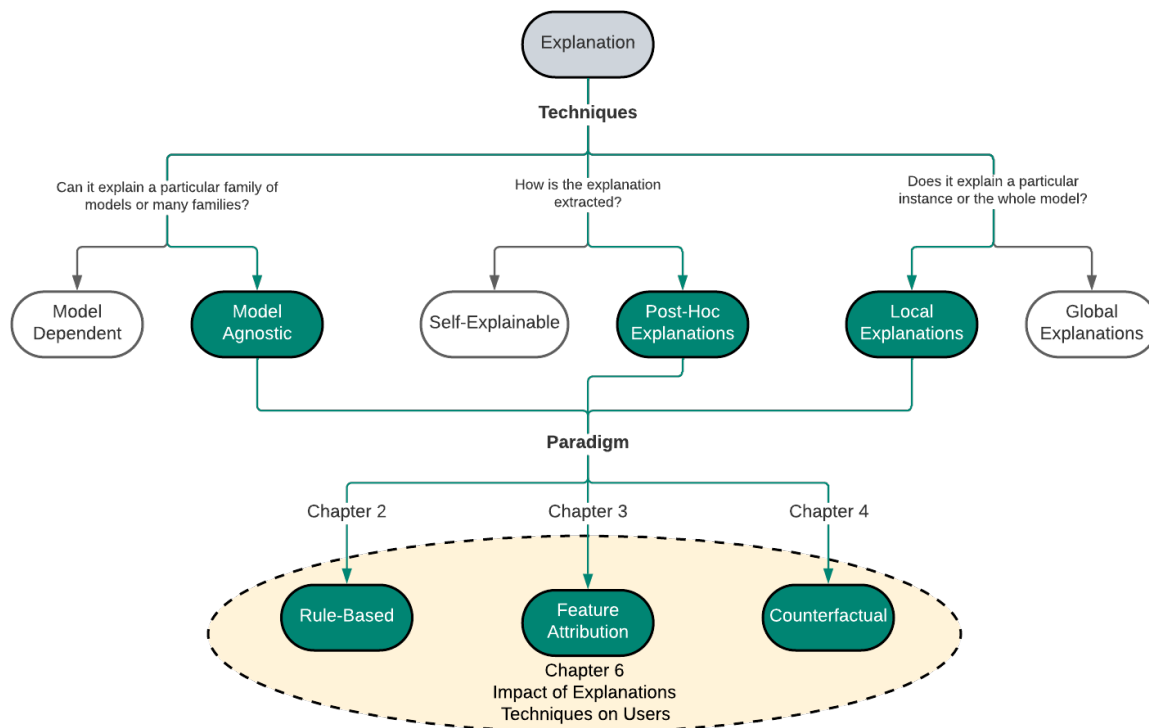 Explanation
Techniques
Can it explain a particular family of
models or many families?
How is the explanation
extracted?
Does it explain a particular
instance or the whole model?
Model
Dependent
Model
Agnostic
Self-Explainable
Post-Hoc
Explanations
Local
Explanations
Global
Explanations
Paradigm
Chapter 2
Chapter 3
Chapter 4
Rule-Based
Feature
Attribution
Counterfactual
Chapter 6
Impact of Explanations
Techniques on Users